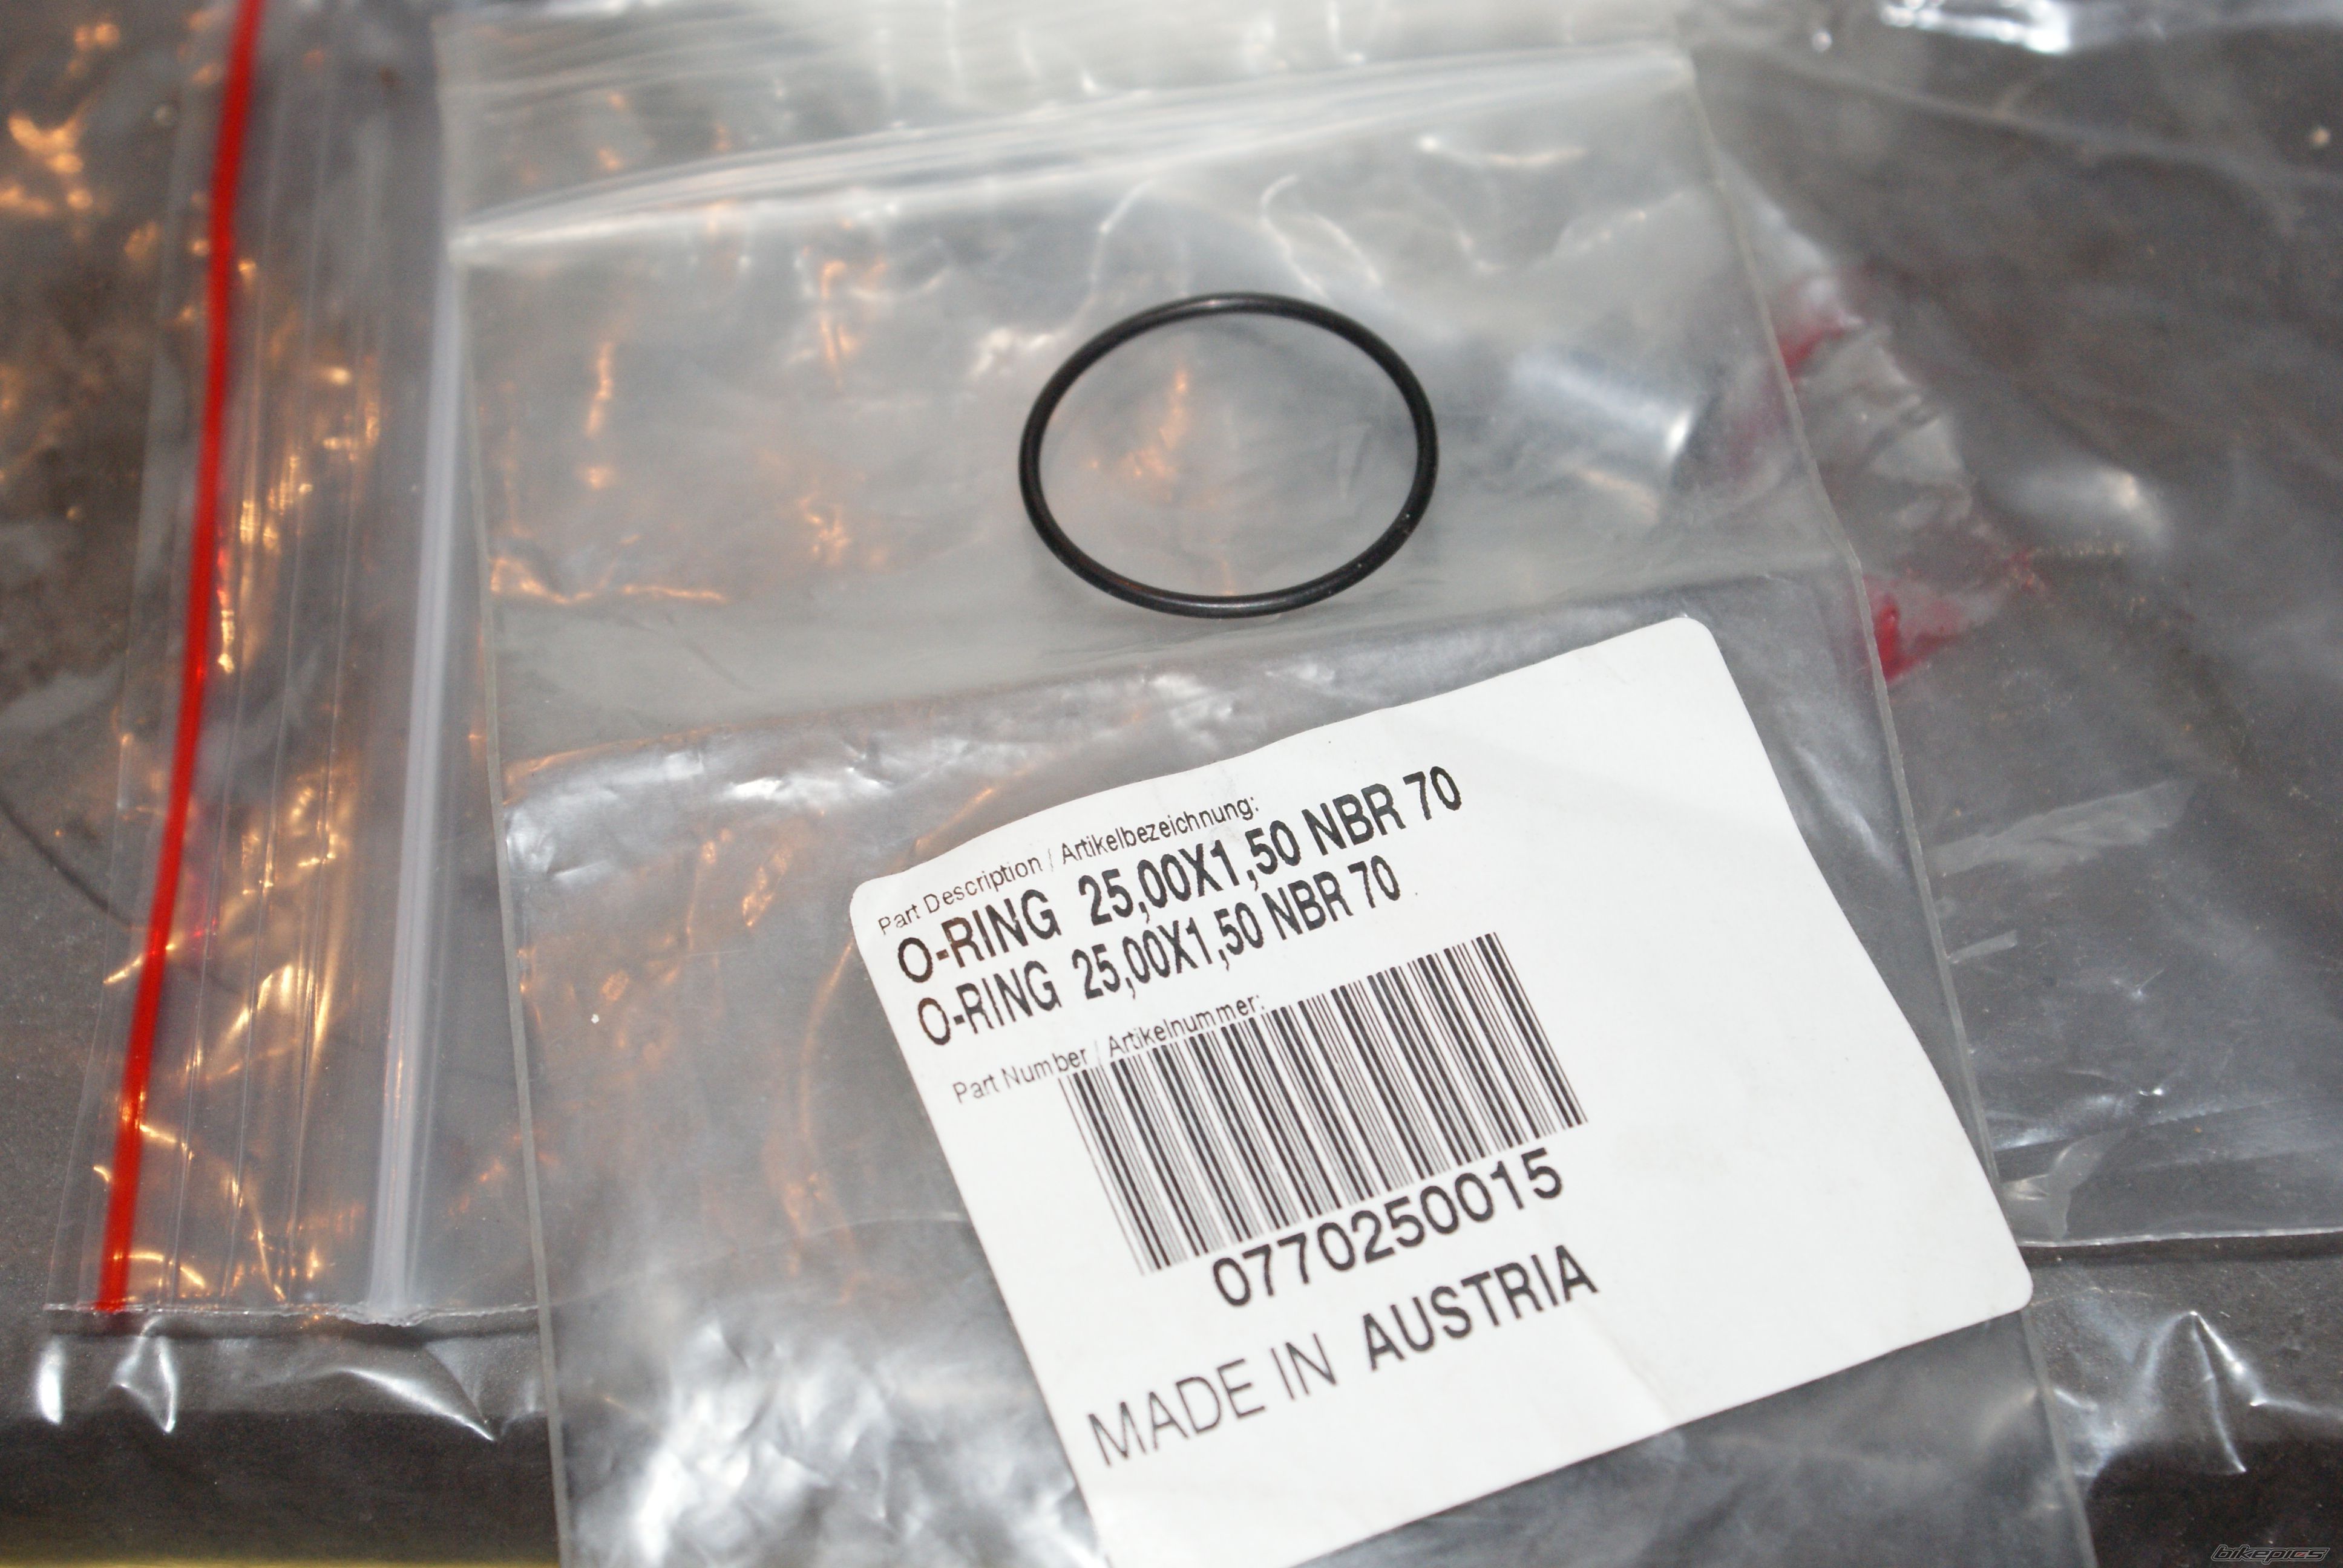 Part Description / Artikelbezeichnung:
O-RING 25,00X1,50 NBR 70
O-RING 25,00X1,50 NBR 70
Part Number / Artikelnummer:
0770250015
MADE IN AUSTRIA
bikepics